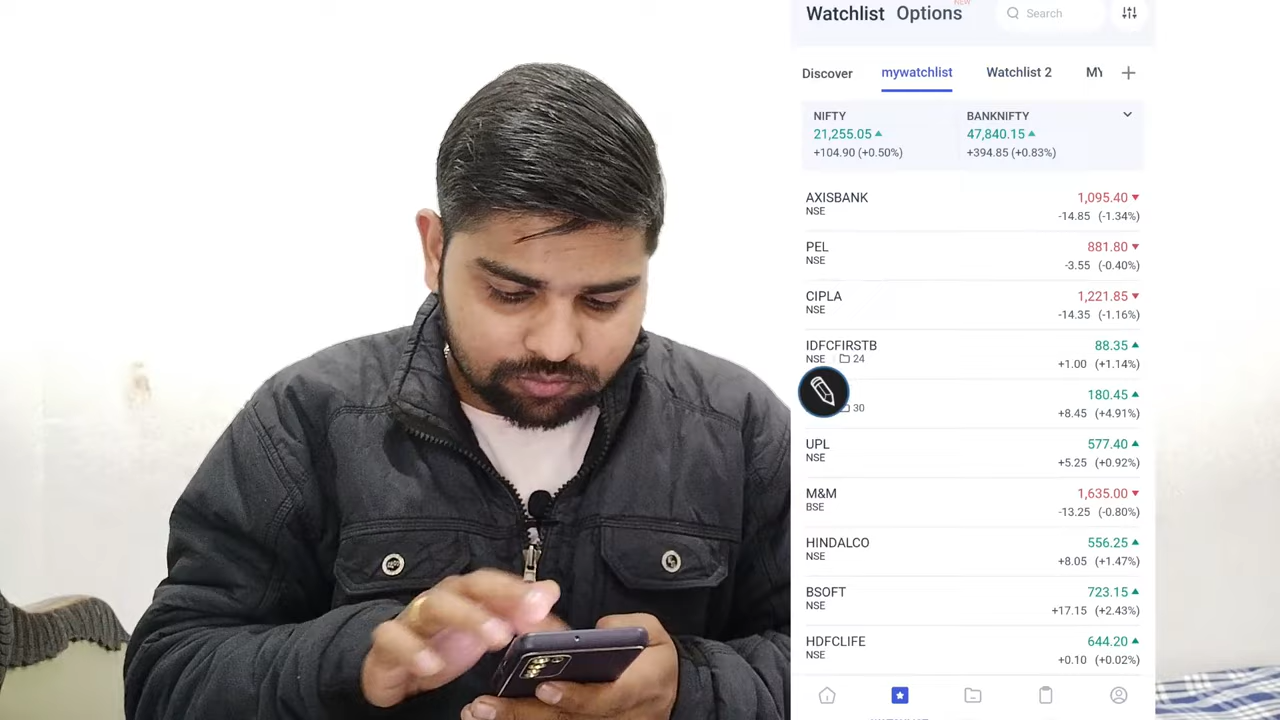 Watchlist Options NEW Search
Discover mywatchlist Watchlist 2 MY
NIFTY BANKNIFTY
21,255.05 47,840.15
+104.90 (+0.50%) +394.85 (+0.83%)
AXISBANK 1,095.40
NSE -14.85 (-1.34%)
PEL 881.80
NSE -3.55 (-0.40%)
CIPLA 1,221.85
NSE -14.35 (-1.16%)
IDFCFIRSTB 88.35
NSE 24 +1.00 (+1.14%)
180.45
30 +8.45 (+4.91%)
UPL 577.40
NSE +5.25 (+0.92%)
M&M 1,635.00
BSE -13.25 (-0.80%)
HINDALCO 556.25
NSE +8.05 (+1.47%)
BSOFT 723.15
NSE +17.15 (+2.43%)
HDFCLIFE 644.20
NSE +0.10 (+0.02%)